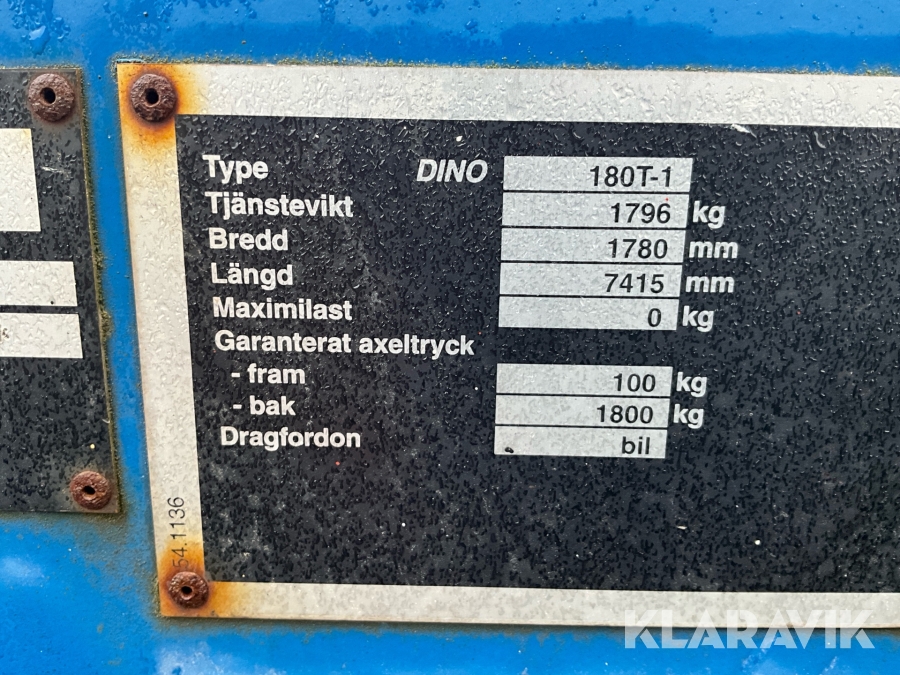 Type DINO 180T-1
Tjänstevikt 1796 kg
Bredd 1780 mm
Längd 7415 mm
Maximilast 0 kg
Garanterat axeltryck
- fram 100 kg
- bak 1800 kg
Dragfordon bil
54.1136
KLARAVIK